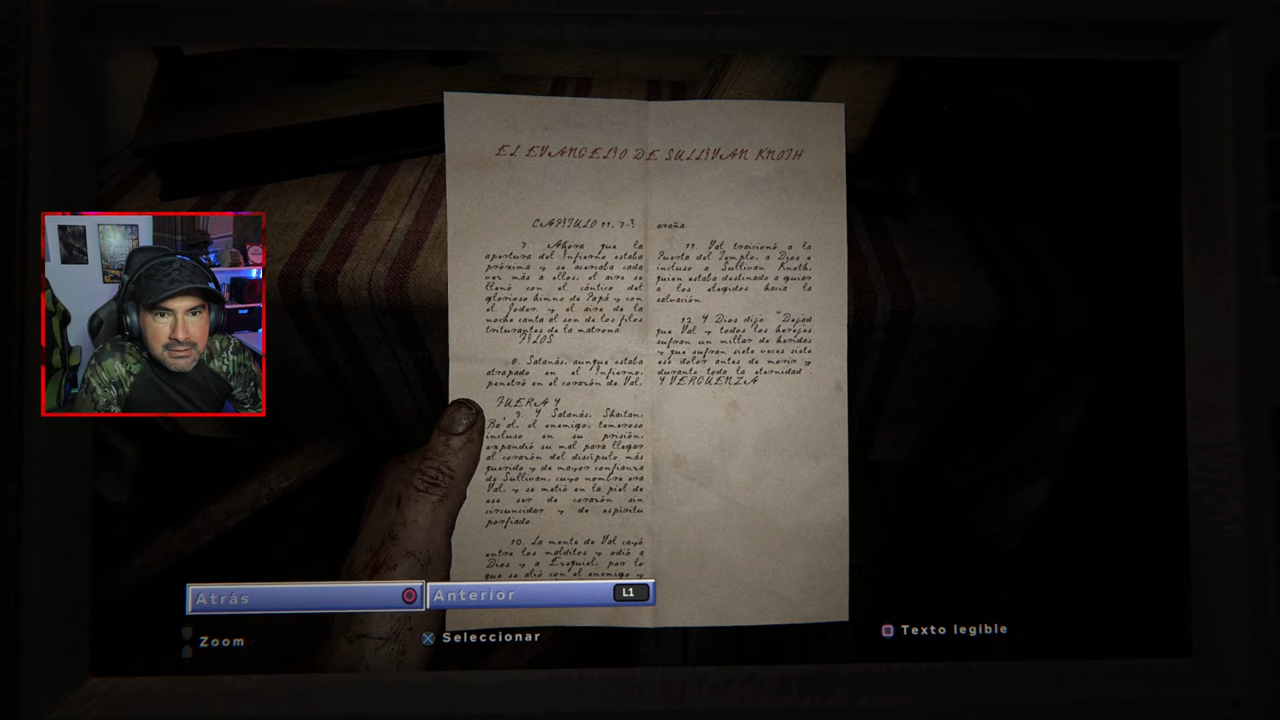 EL EVANGELIO DE SULLIVAN KNOTH
CAPÍTULO 11, 7-
7. Ahora que la
apertura del Infierno estaba
próxima y se acercaba cada
vez más a ellos, el aire se
llenó con el cántico del
glorioso himno de Papá y con
el Joder, y el aire de la
noche canta al son de los filos
triturantes de la matrona.
FILOS
8. Satanás, aunque estaba
atrapado en el Infierno,
penetró en el corazón de Val,
FUERA Y
9. Y Satanás, Shaitan,
Ba'al, el enemigo, temeroso
incluso en su prisión,
expandió su mal para llegar
al corazón del discípulo más
querido y de mayor confianza
de Sullivan, cuyo nombre era
Val, y se metió en la piel de
ese ser de corazón sin
circuncidar y de espíritu
porfiado.
10. La mente de Val cayó
entre los malditos y odió a
Dios y a Ezequiel, por lo
que se alió con el enemigo y
araña.
11. Val traicionó a la
Puerta del Templo, a Dios e
incluso a Sullivan Knoth,
quien estaba destinado a guiar
a los elegidos hacia la
salvación.
12. Y Dios dijo: "Dejad
que Val y todos los herejes
sufran un millar de heridas
y que sufran siete veces siete
ese dolor antes de morir y
durante toda la eternidad.
Y VERGUENZA
Atrás
Anterior L1
Zoom
Seleccionar
Texto legible